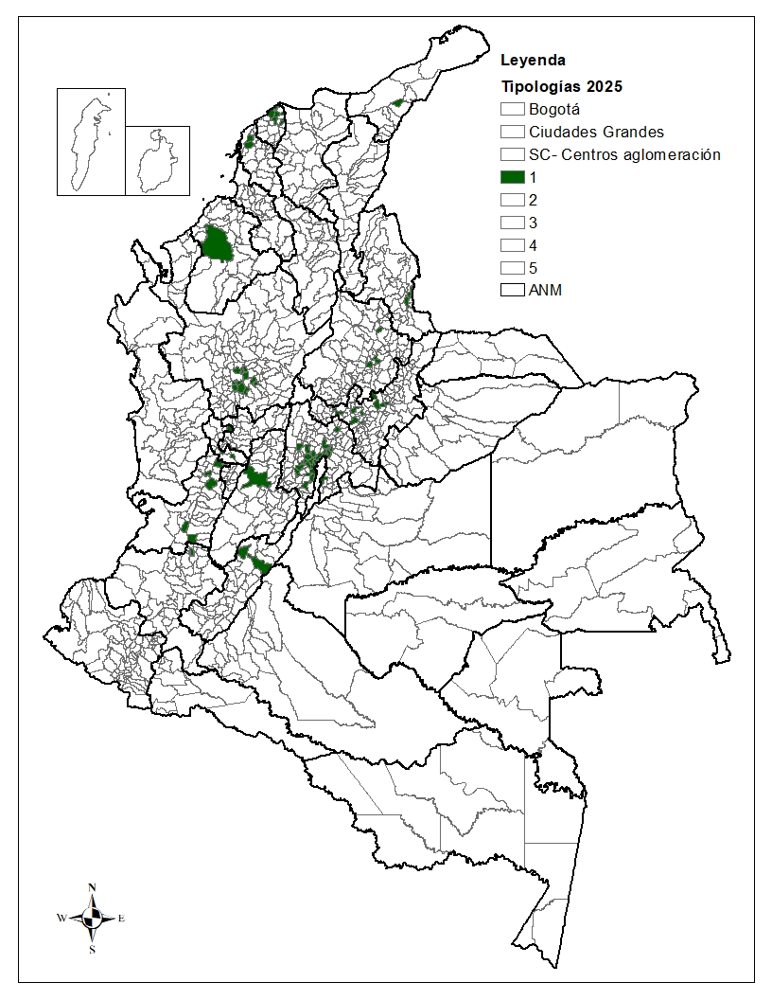 Leyenda
Tipologías 2025
Bogotá
Ciudades Grandes
SC- Centros aglomeración
1
2
3
4
5
ANM
N
W E
S